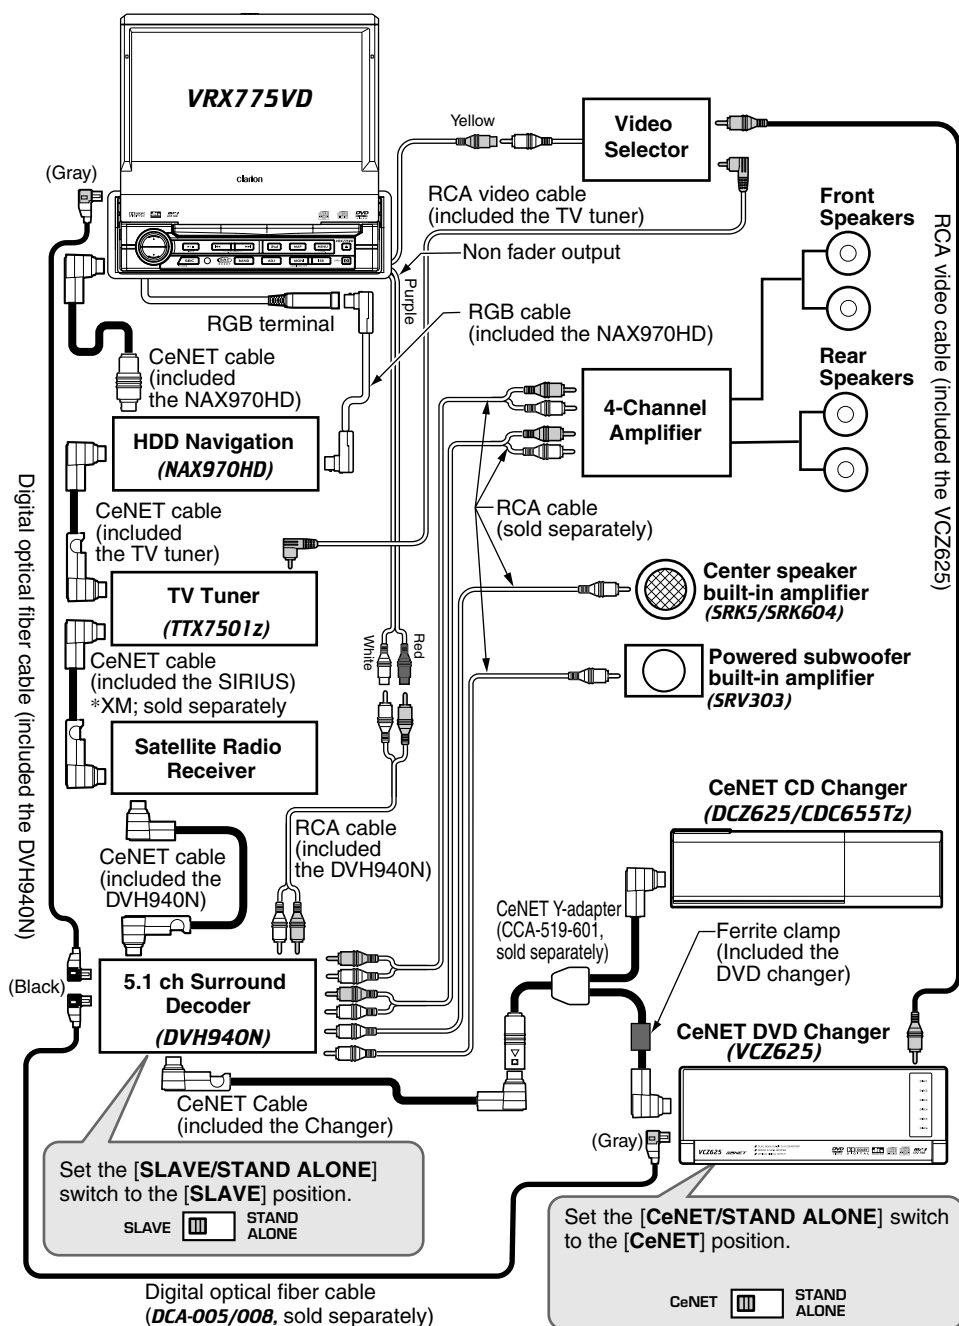 VRX775VD
clarion
(Gray)
Yellow
Video
Selector
RCA video cable
(included the TV tuner)
Non fader output
Purple
Front
Speakers
RCA video cable (included the VCZ625)
RGB terminal
RGB cable
(included the NAX970HD)
CeNET cable
(included
the NAX970HD)
Rear
Speakers
4-Channel
Amplifier
HDD Navigation
(NAX970HD)
Digital optical fiber cable (included the DVH940N)
CeNET cable
(included
the TV tuner)
RCA cable
(sold separately)
TV Tuner
(TTX7501z)
Center speaker
built-in amplifier
(SRK5/SRK604)
White
Red
CeNET cable
(included the SIRIUS)
*XM; sold separately
Powered subwoofer
built-in amplifier
(SRV303)
Satellite Radio
Receiver
CeNET CD Changer
(DCZ625/CDC655Tz)
RCA cable
(included
the DVH940N)
CeNET cable
(included the
DVH940N)
CeNET Y-adapter
(CCA-519-601,
sold separately)
Ferrite clamp
(Included the
DVD changer)
(Black)
5.1 ch Surround
Decoder
(DVH940N)
CeNET DVD Changer
(VCZ625)
CeNET Cable
(included the Changer)
(Gray)
VCZ625
Set the [SLAVE/STAND ALONE]
switch to the [SLAVE] position.
SLAVE
STAND
ALONE
Set the [CeNET/STAND ALONE] switch
to the [CeNET] position.
CeNET
STAND
ALONE
Digital optical fiber cable
(DCA-005/008, sold separately)